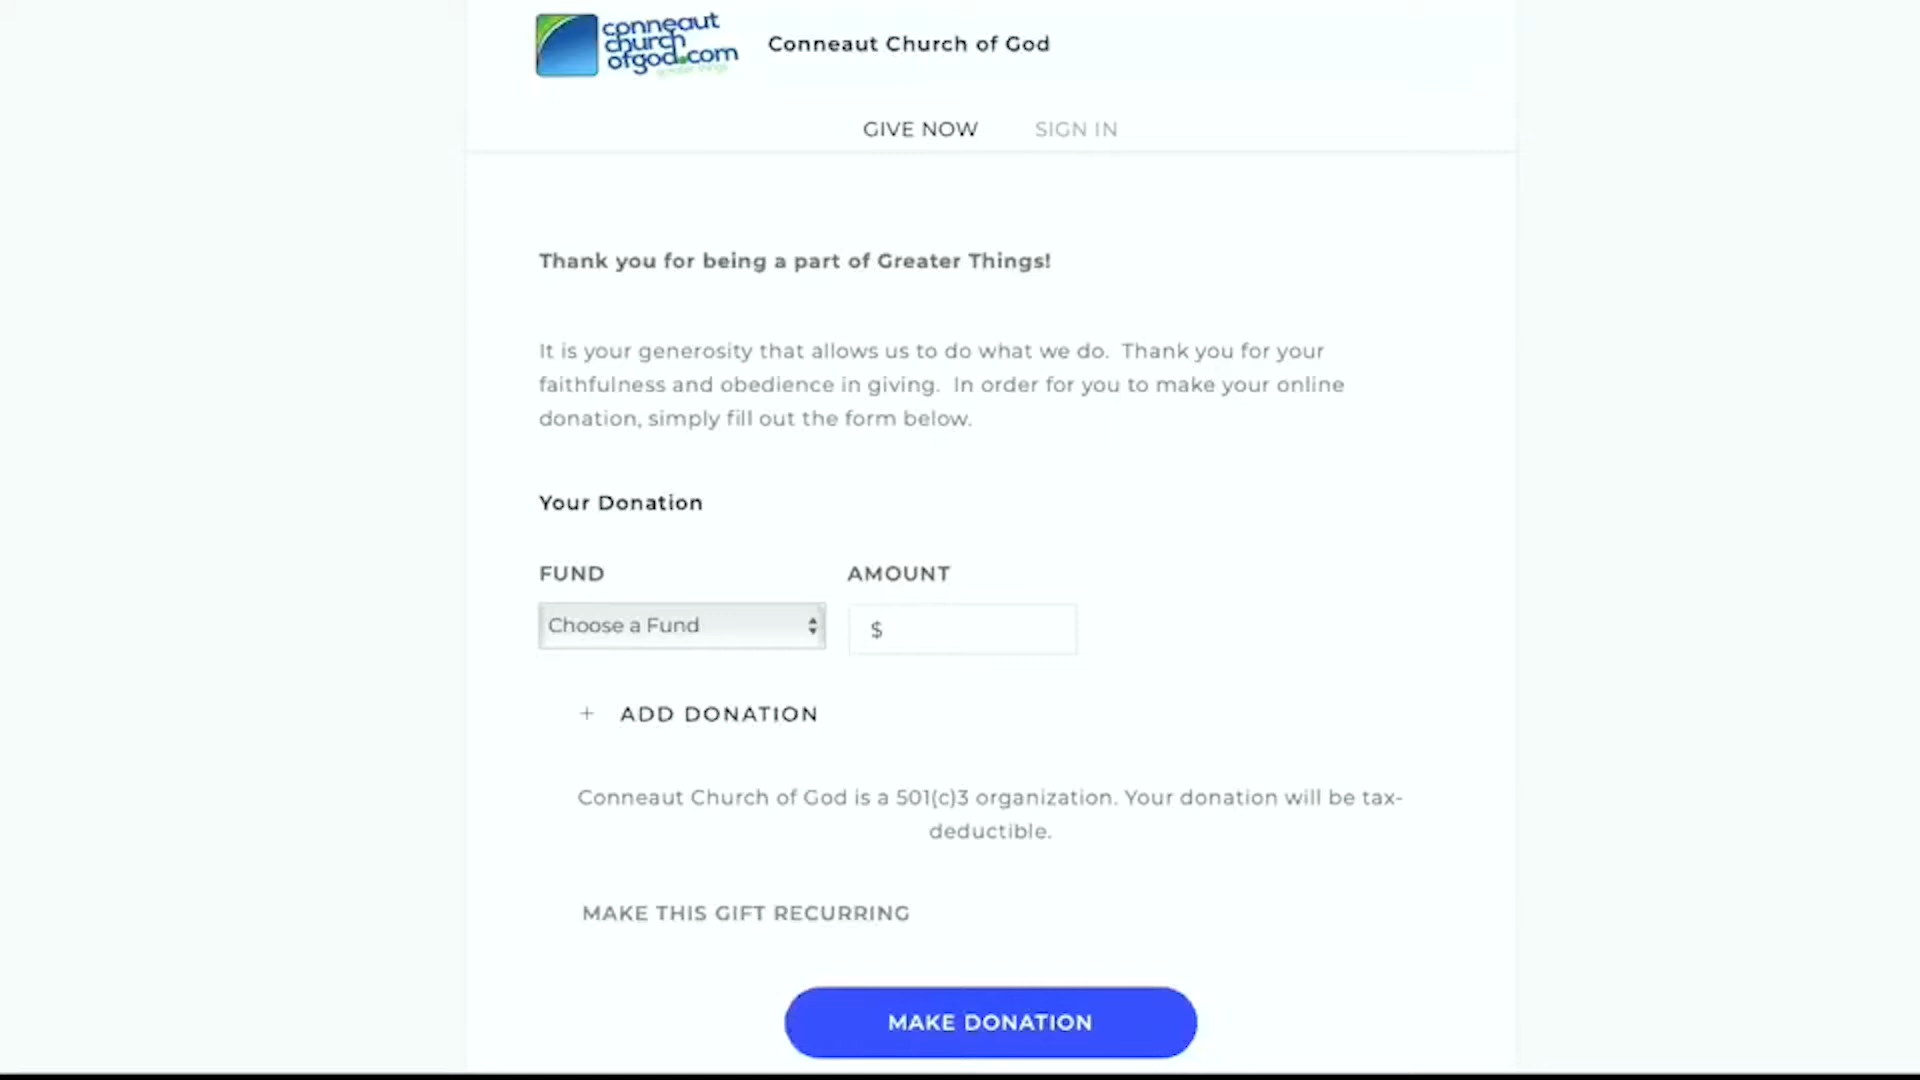 conneaut
church
ofgod.com
greater things
Conneaut Church of God
GIVE NOW SIGN IN
Thank you for being a part of Greater Things!
It is your generosity that allows us to do what we do. Thank you for your
faithfulness and obedience in giving. In order for you to make your online
donation, simply fill out the form below.
Your Donation
FUND AMOUNT
Choose a Fund $
+ ADD DONATION
Conneaut Church of God is a 501(c)3 organization. Your donation will be tax-
deductible.
MAKE THIS GIFT RECURRING
MAKE DONATION